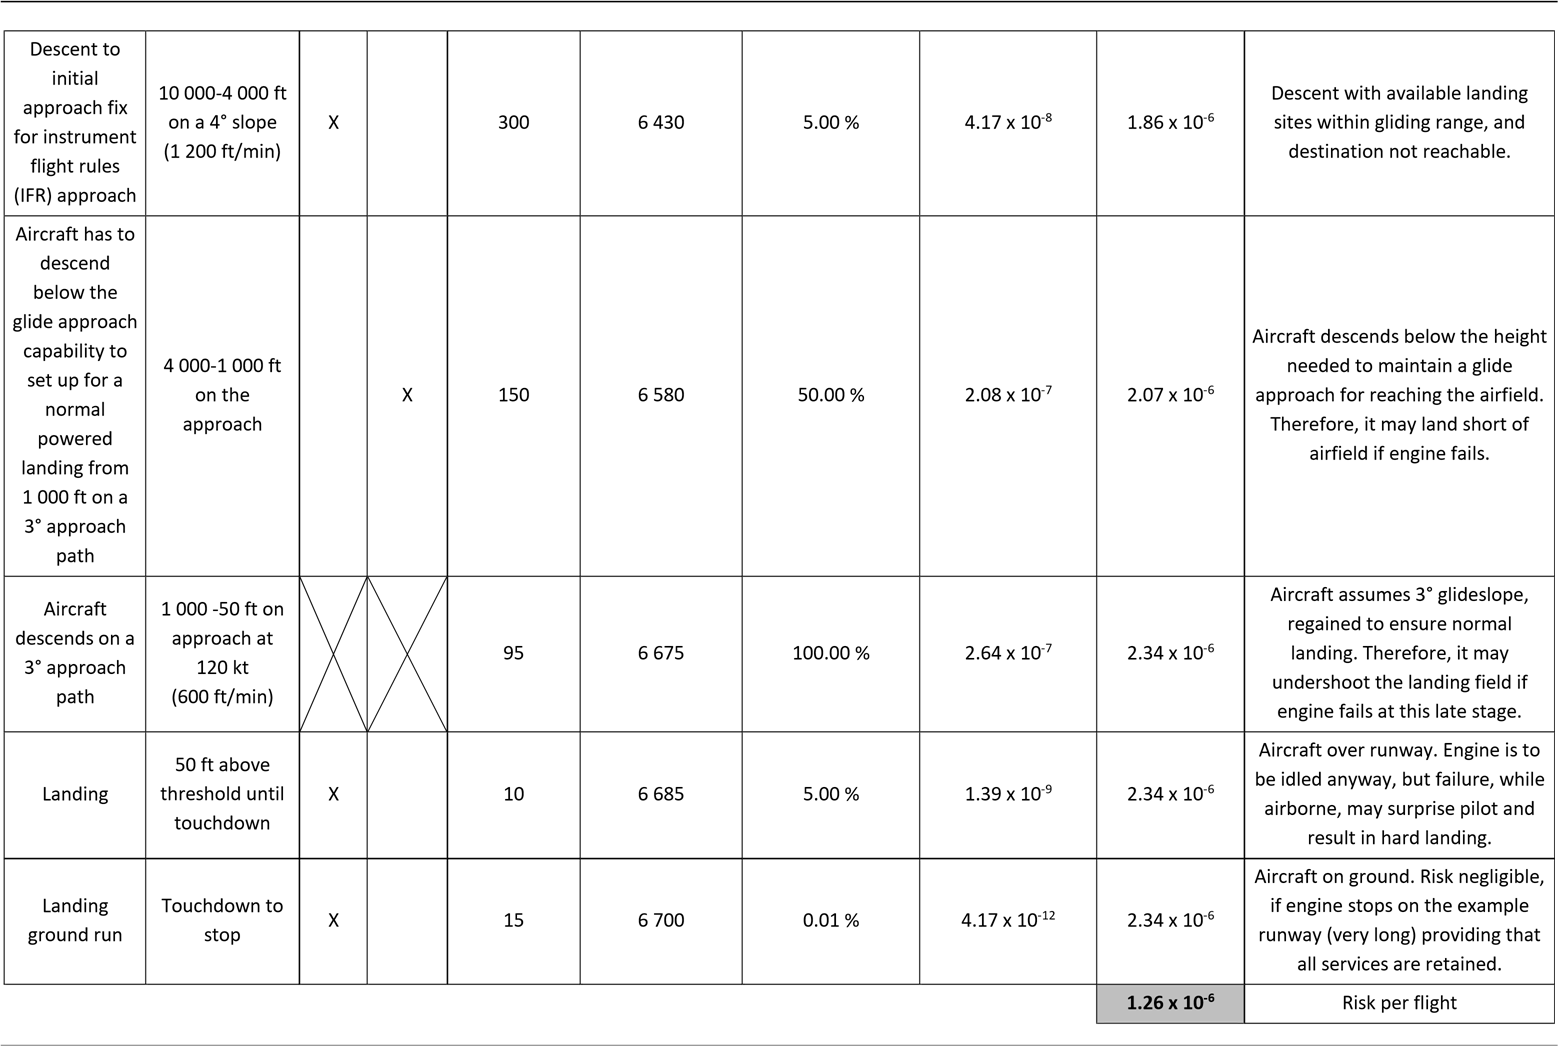 Descent to
initial
approach fix
for instrument
flight rules
(IFR) approach
10 000-4 000 ft
on a 4° slope
(1 200 ft/min)
X
300
6 430
5.00 %
4.17 x 10⁻⁸
1.86 x 10⁻⁶
Descent with available landing
sites within gliding range, and
destination not reachable.
Aircraft has to
descend
below the
glide approach
capability to
set up for a
normal
powered
landing from
1 000 ft on a
3° approach
path
4 000-1 000 ft
on the
approach
X
150
6 580
50.00 %
2.08 x 10⁻⁷
2.07 x 10⁻⁶
Aircraft descends below the height
needed to maintain a glide
approach for reaching the airfield.
Therefore, it may land short of
airfield if engine fails.
Aircraft
descends on a
3° approach
path
1 000 -50 ft on
approach at
120 kt
(600 ft/min)
95
6 675
100.00 %
2.64 x 10⁻⁷
2.34 x 10⁻⁶
Aircraft assumes 3° glideslope,
regained to ensure normal
landing. Therefore, it may
undershoot the landing field if
engine fails at this late stage.
Landing
50 ft above
threshold until
touchdown
X
10
6 685
5.00 %
1.39 x 10⁻⁹
2.34 x 10⁻⁶
Aircraft over runway. Engine is to
be idled anyway, but failure, while
airborne, may surprise pilot and
result in hard landing.
Landing
ground run
Touchdown to
stop
X
15
6 700
0.01 %
4.17 x 10⁻¹²
2.34 x 10⁻⁶
Aircraft on ground. Risk negligible,
if engine stops on the example
runway (very long) providing that
all services are retained.
1.26 x 10⁻⁶
Risk per flight